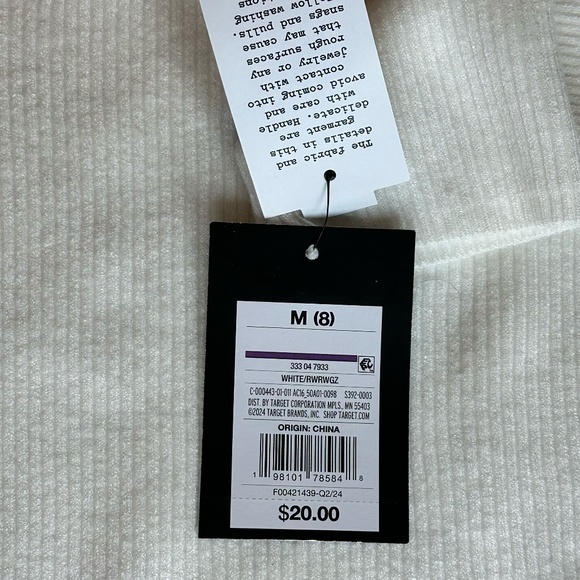 The fabric and
details in this
garment are
delicate. Handle
with care and
avoid coming into
contact with
jewelry or any
rough surfaces
that may cause
snags and pulls.
washing
M (8)
333 04 7933
WHITE/RWRWGZ
C-000443-01-011 AC16_50A01-0098 S392-0003
DIST. BY TARGET CORPORATION MPLS., MN 55403
©2024 TARGET BRANDS, INC. SHOP TARGET.COM
ORIGIN: CHINA
1 98101 78584 8
F00421439-Q2/24
$20.00